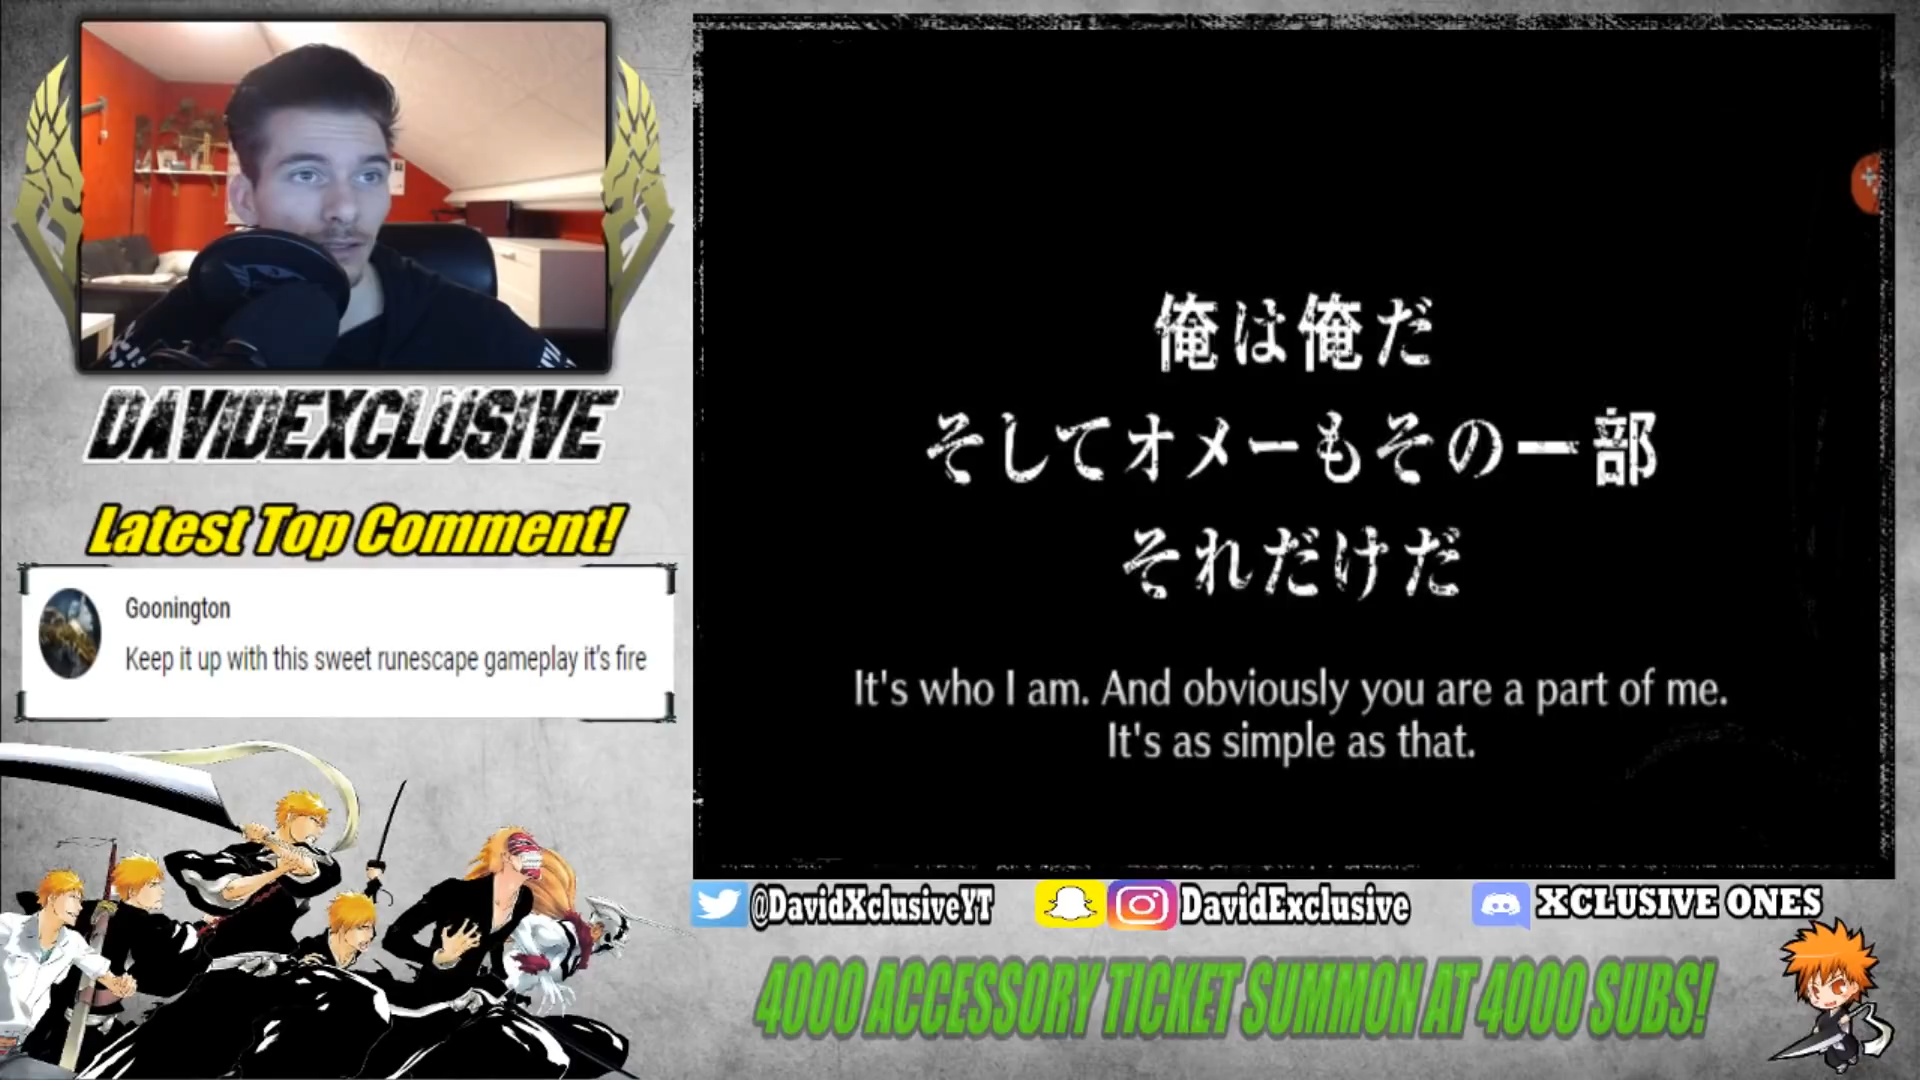 DAVIDEXCLUSIVE
Latest Top Comment!
Goonington
Keep it up with this sweet runescape gameplay it's fire
俺は俺だ
そしてオメーもその一部
それだけだ
It's who I am. And obviously you are a part of me.
It's as simple as that.
@DavidXclusiveYT
DavidExclusive
XCLUSIVE ONES
4000 ACCESSORY TICKET SUMMON AT 4000 SUBS!